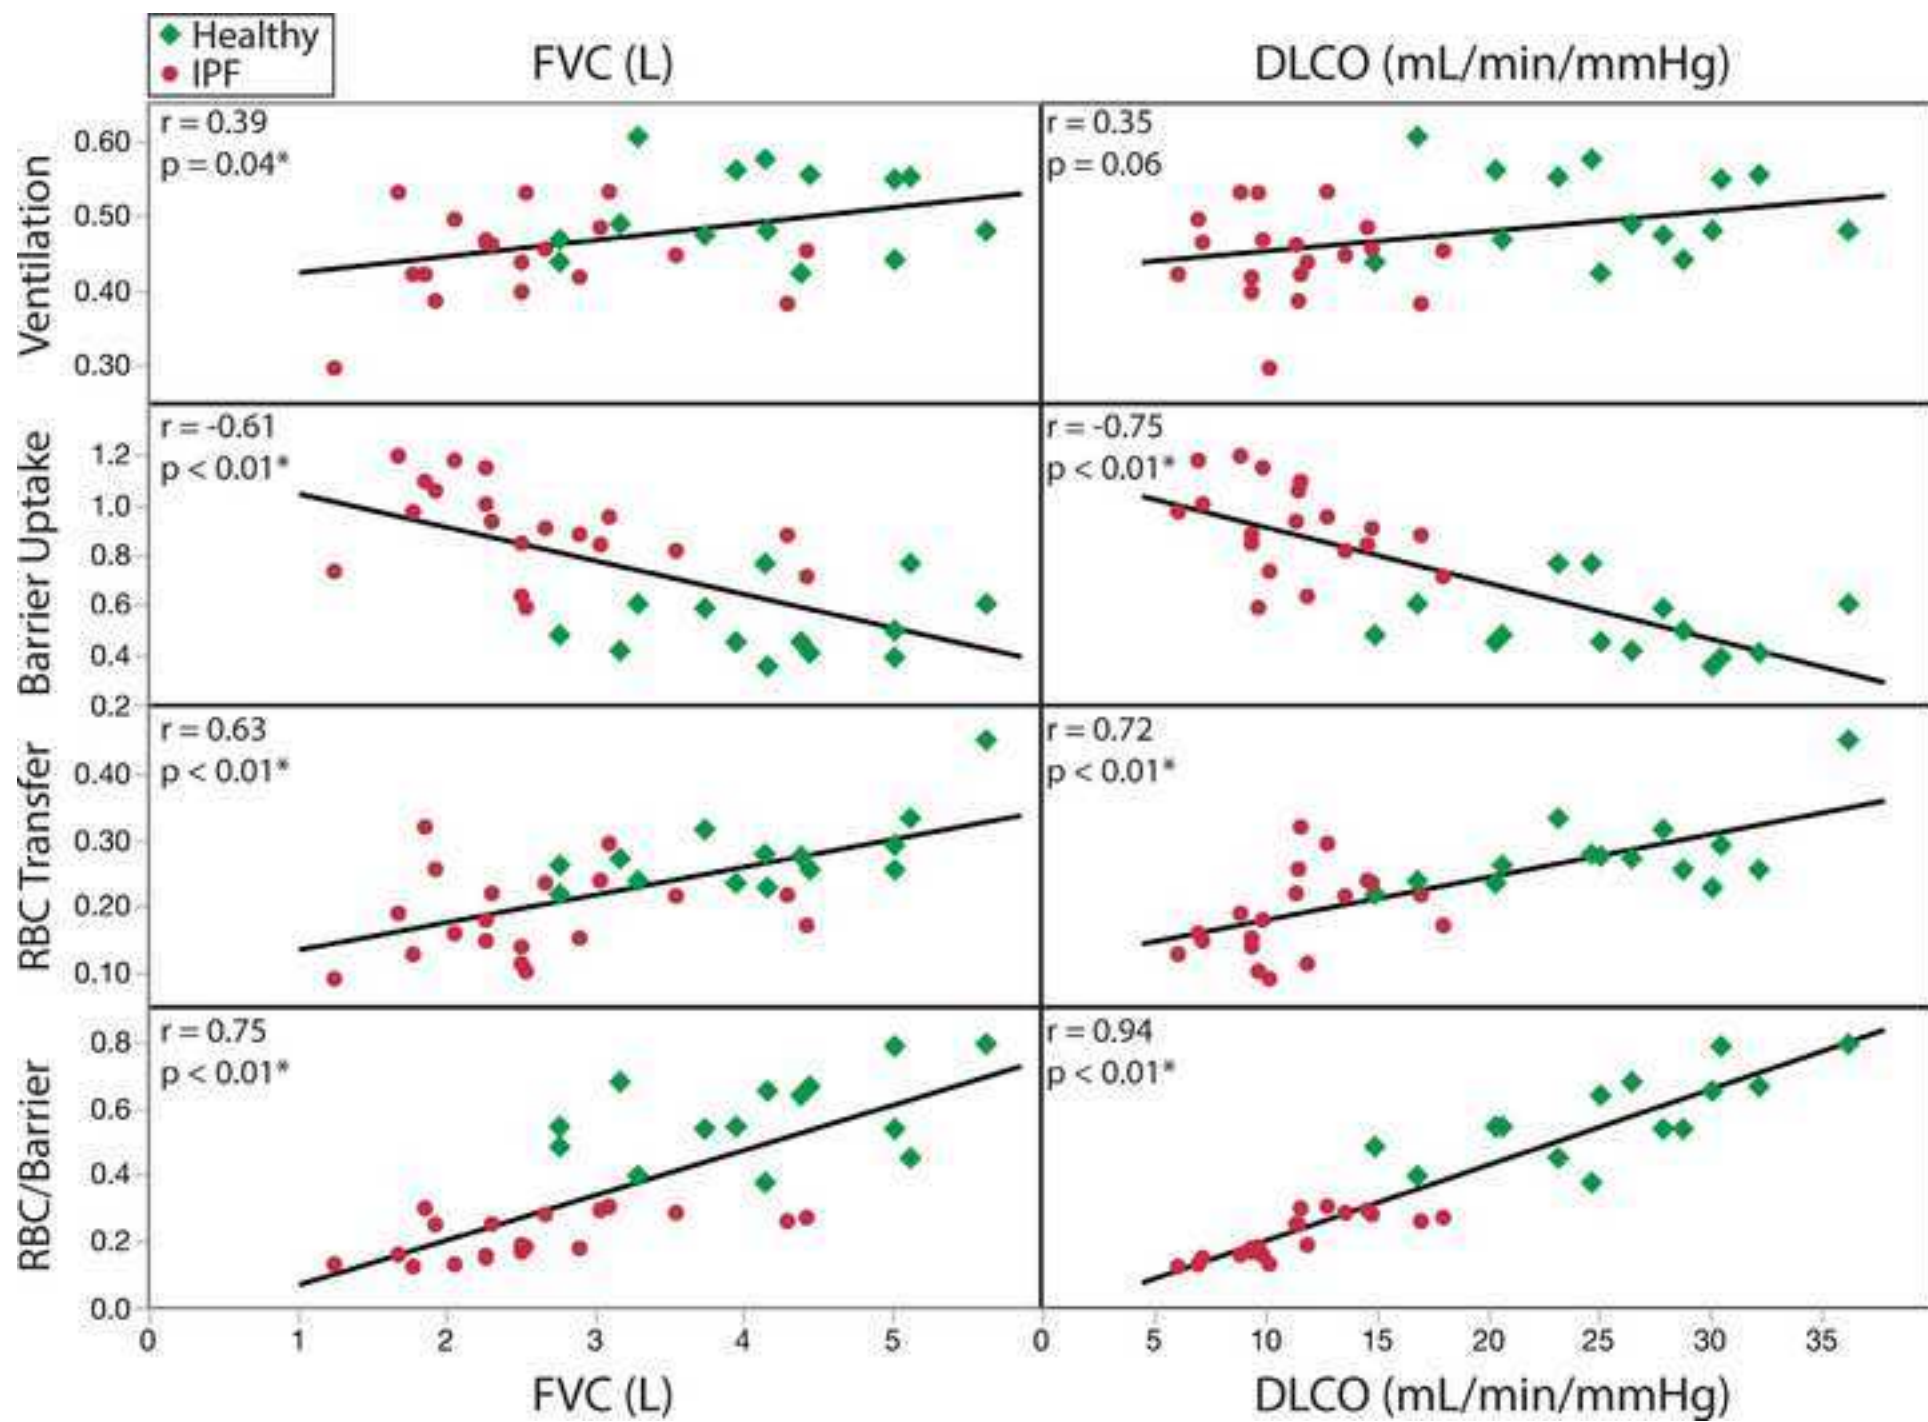 Healthy
IPF
FVC (L)
DLCO (mL/min/mmHg)
Ventilation
0.60
0.50
0.40
0.30
r = 0.39
p = 0.04*
r = 0.35
p = 0.06
Barrier Uptake
1.2
1.0
0.8
0.6
0.4
0.2
r = -0.61
p < 0.01*
r = -0.75
p < 0.01*
RBC Transfer
0.40
0.30
0.20
0.10
r = 0.63
p < 0.01*
r = 0.72
p < 0.01*
RBC/Barrier
0.8
0.6
0.4
0.2
0.0
r = 0.75
p < 0.01*
r = 0.94
p < 0.01*
0 1 2 3 4 5
0 5 10 15 20 25 30 35
FVC (L)
DLCO (mL/min/mmHg)